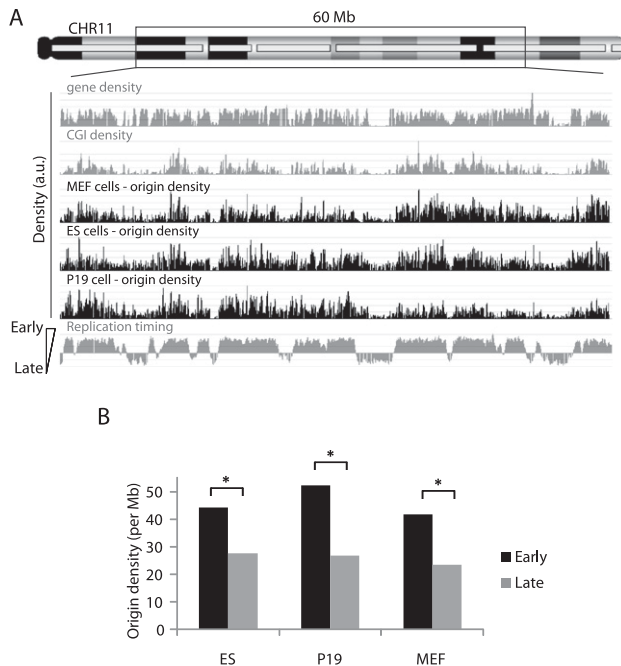 A
CHR11
60 Mb
gene density
CGI density
MEF cells - origin density
ES cells - origin density
P19 cell - origin density
Replication timing
Density (a.u.)
Early
Late
B
Origin density (per Mb)
50
40
30
20
10
0
*
*
*
ES
P19
MEF
Early
Late